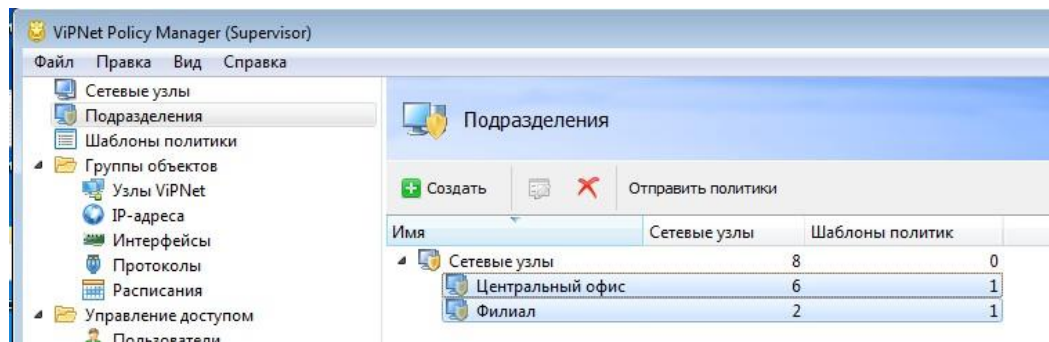 ViPNet Policy Manager (Supervisor)
Файл Правка Вид Справка
Сетевые узлы
Подразделения
Шаблоны политики
Группы объектов
Узлы ViPNet
IP-адреса
Интерфейсы
Протоколы
Расписания
Управление доступом
Пользователи
Подразделения
Создать Отправить политики
Имя Сетевые узлы Шаблоны политик
Сетевые узлы 8 0
Центральный офис 6 1
Филиал 2 1